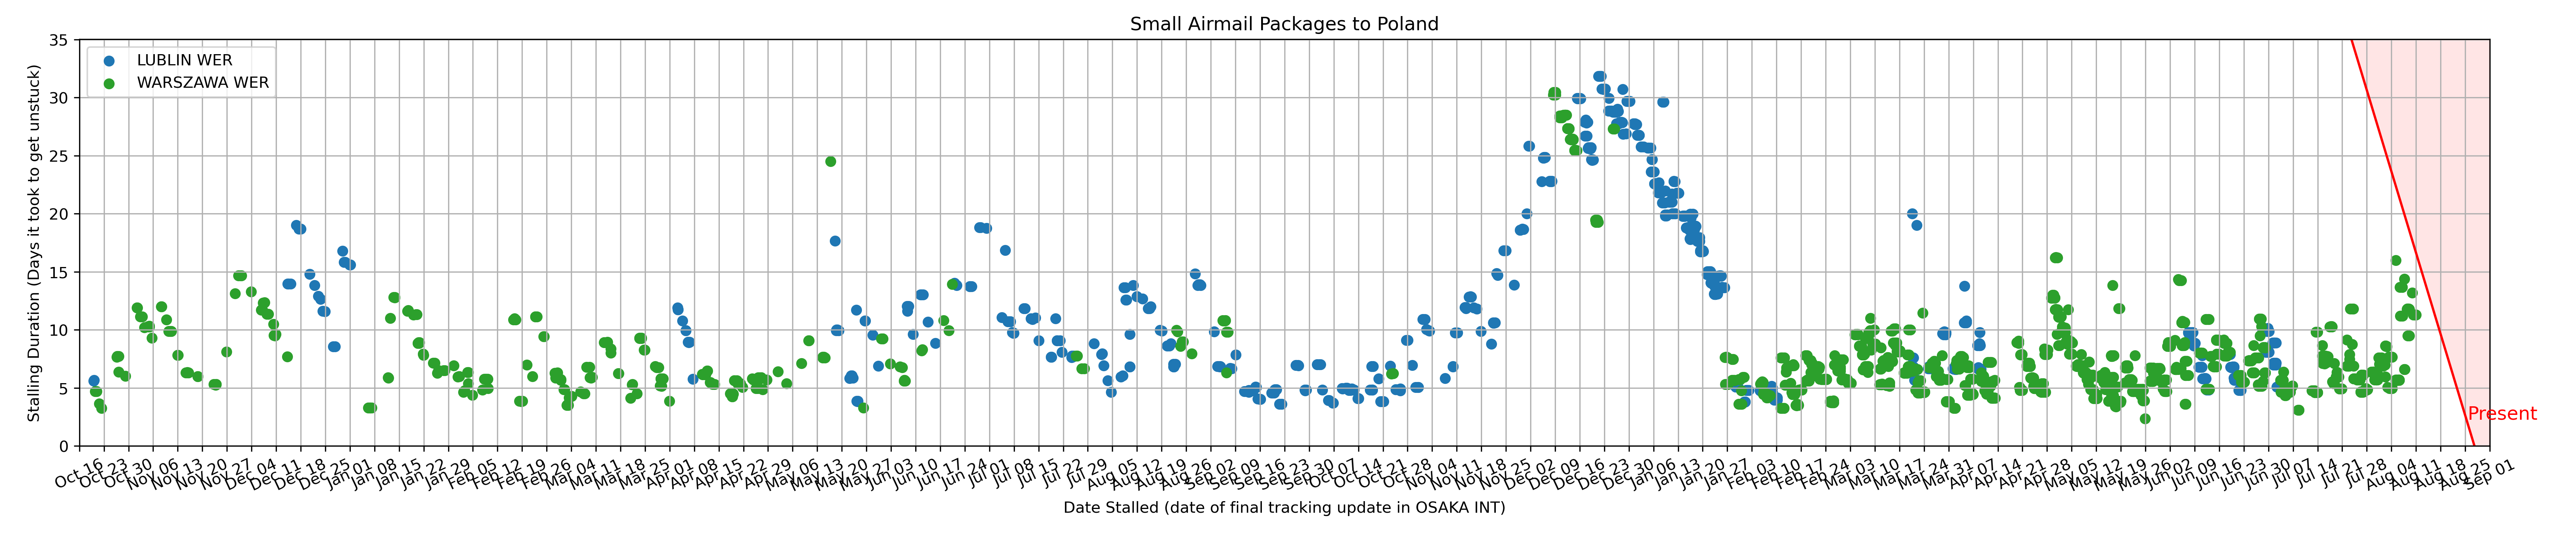 Small Airmail Packages to Poland
LUBLIN WER
WARSZAWA WER
Stalling Duration (Days it took to get unstuck)
35
30
25
20
15
10
5
0
Present
Oct 16
Oct 23
Oct 30
Nov 06
Nov 13
Nov 20
Nov 27
Dec 04
Dec 11
Dec 18
Dec 25
Jan 01
Jan 08
Jan 15
Jan 22
Jan 29
Feb 05
Feb 12
Feb 19
Feb 26
Mar 04
Mar 11
Mar 18
Mar 25
Apr 01
Apr 08
Apr 15
Apr 22
Apr 29
May 06
May 13
May 20
May 27
Jun 03
Jun 10
Jun 17
Jun 24
Jul 01
Jul 08
Jul 15
Jul 22
Jul 29
Aug 05
Aug 12
Aug 19
Aug 26
Sep 02
Sep 09
Sep 16
Sep 23
Sep 30
Oct 07
Oct 14
Oct 21
Oct 28
Nov 04
Nov 11
Nov 18
Nov 25
Dec 02
Dec 09
Dec 16
Dec 23
Dec 30
Jan 06
Jan 13
Jan 20
Jan 27
Feb 03
Feb 10
Feb 17
Feb 24
Mar 03
Mar 10
Mar 17
Mar 24
Mar 31
Apr 07
Apr 14
Apr 21
Apr 28
May 05
May 12
May 19
May 26
Jun 02
Jun 09
Jun 16
Jun 23
Jun 30
Jul 07
Jul 14
Jul 21
Jul 28
Aug 04
Aug 11
Aug 18
Aug 25
Sep 01
Date Stalled (date of final tracking update in OSAKA INT)